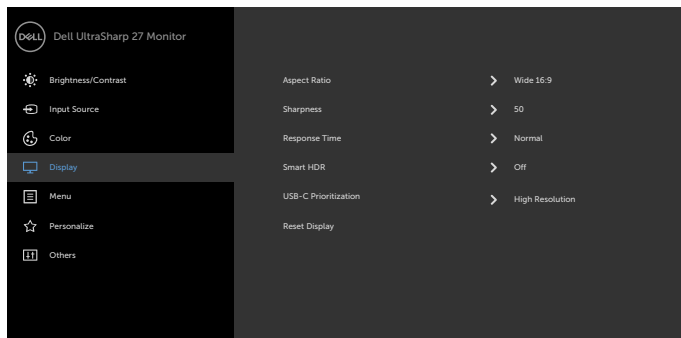 DELL Dell UltraSharp 27 Monitor
Brightness/Contrast
Input Source
Color
Display
Menu
Personalize
Others
Aspect Ratio Wide 16:9
Sharpness 50
Response Time Normal
Smart HDR Off
USB-C Prioritization High Resolution
Reset Display